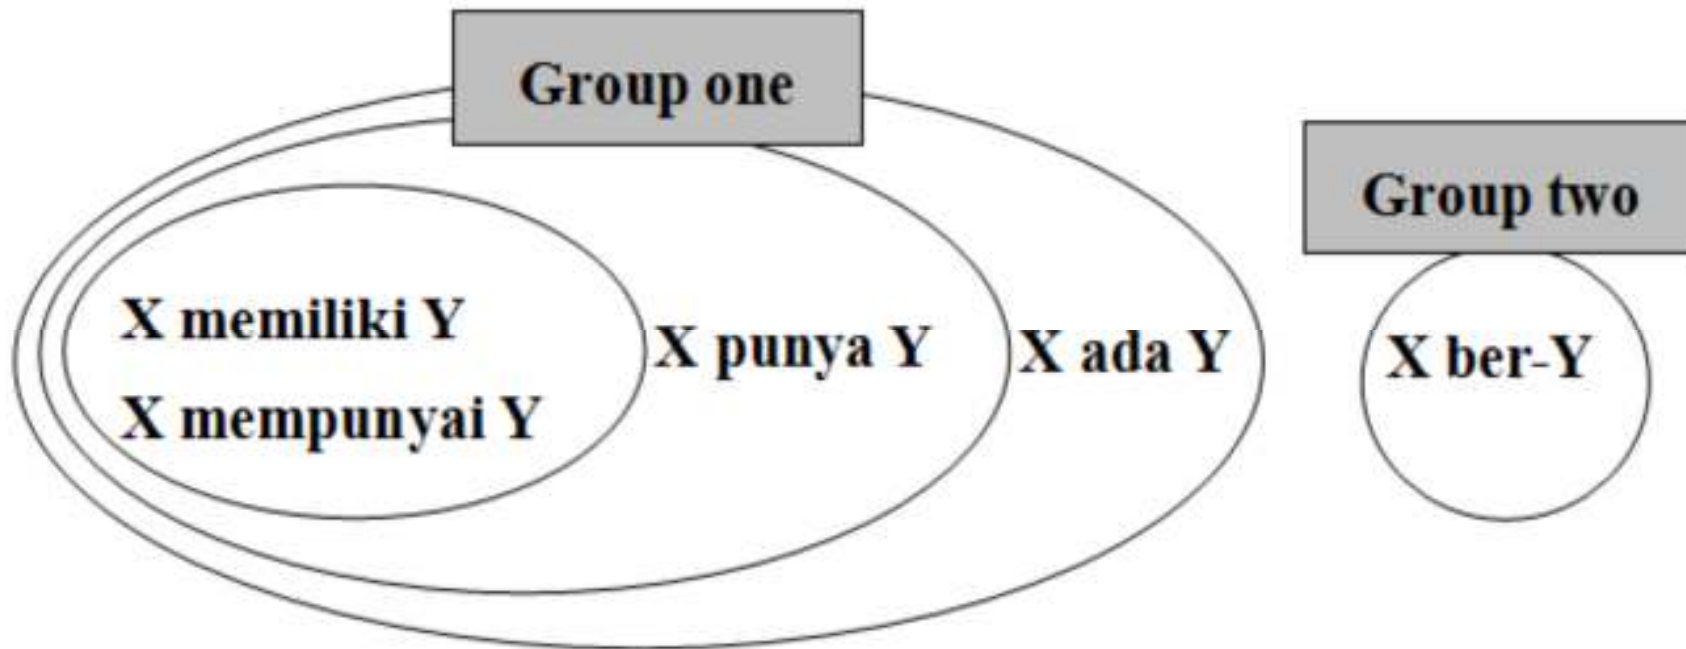 Group one
Group two
X memiliki Y
X mempunyai Y
X punya Y
X ada Y
X ber-Y